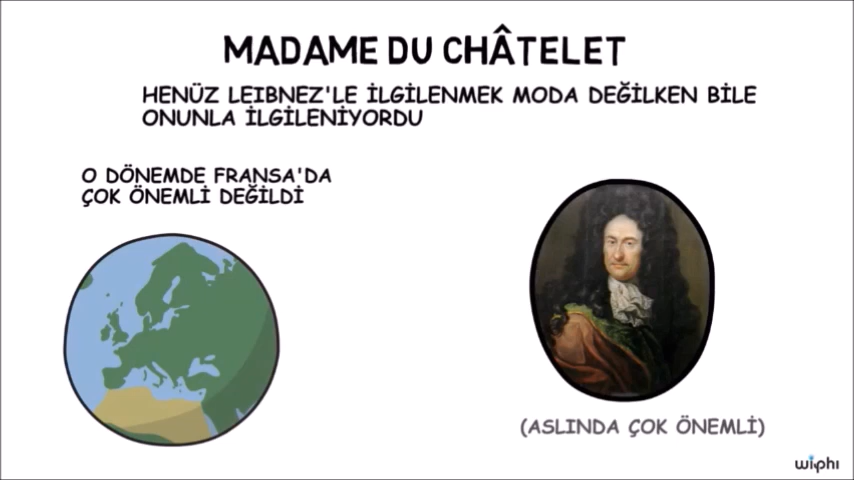 MADAME DU CHÂTELET
HENÜZ LEIBNEZ'LE İLGİLENMEK MODA DEĞİLKEN BİLE
ONUNLA İLGİLENİYORDU
O DÖNEMDE FRANSA'DA
ÇOK ÖNEMLİ DEĞİLDİ
(ASLINDA ÇOK ÖNEMLİ)
wiphi